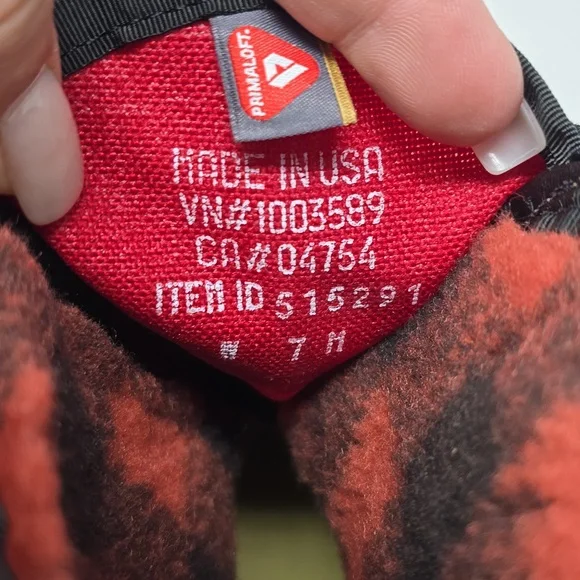 PRIMALOFT®
MADE IN USA
VN#1003589
CA#04754
ITEM ID 515291
W 7 M